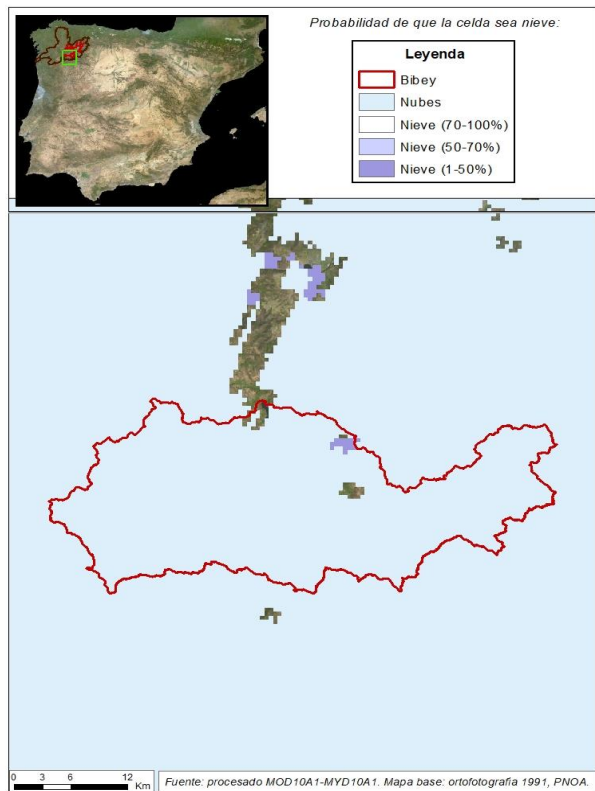 Probabilidad de que la celda sea nieve:
Leyenda
Bibey
Nubes
Nieve (70-100%)
Nieve (50-70%)
Nieve (1-50%)
0 3 6 12
Km
Fuente: procesado MOD10A1-MYD10A1. Mapa base: ortofotografia 1991, PNOA.